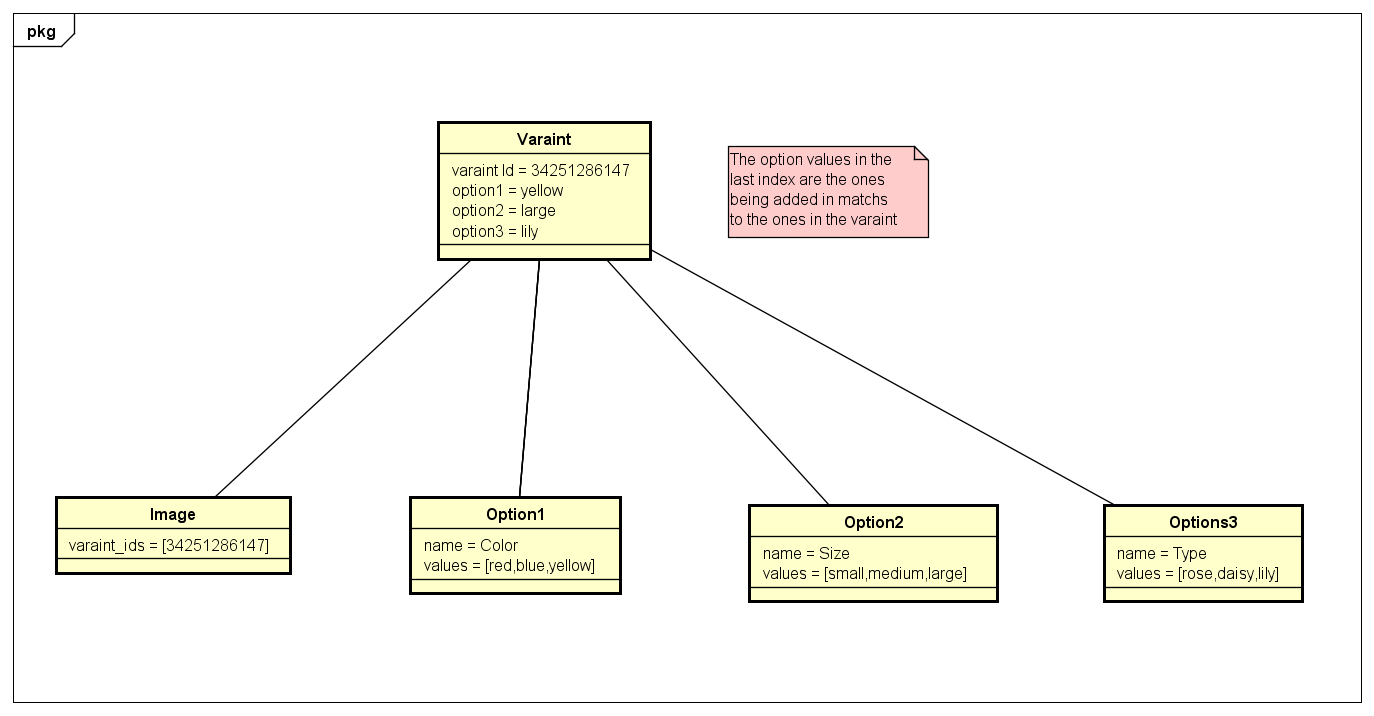 pkg
Varaint
varaint Id = 34251286147
option1 = yellow
option2 = large
option3 = lily
The option values in the
last index are the ones
being added in matchs
to the ones in the varaint
Image
varaint_ids = [34251286147]
Option1
name = Color
values = [red,blue,yellow]
Option2
name = Size
values = [small,medium,large]
Options3
name = Type
values = [rose,daisy,lily]